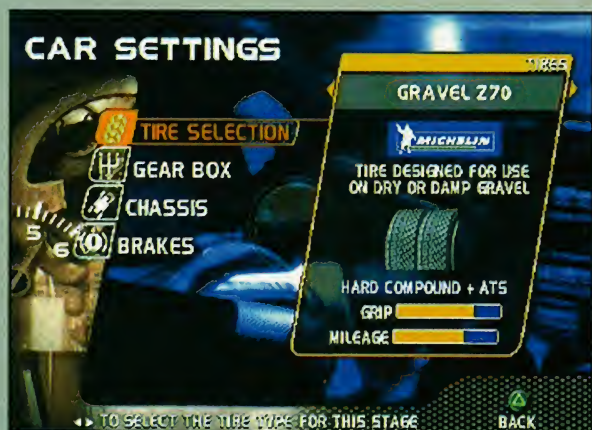 CAR SETTINGS
TIRES
GRAVEL Z70
TIRE SELECTION
MICHELIN
GEAR BOX
TIRE DESIGNED FOR USE
ON DRY OR DAMP GRAVEL
CHASSIS
BRAKES
5
6
HARD COMPOUND + ATS
GRIP
MILEAGE
TO SELECT THE TIRE TYPE FOR THIS STAGE
BACK